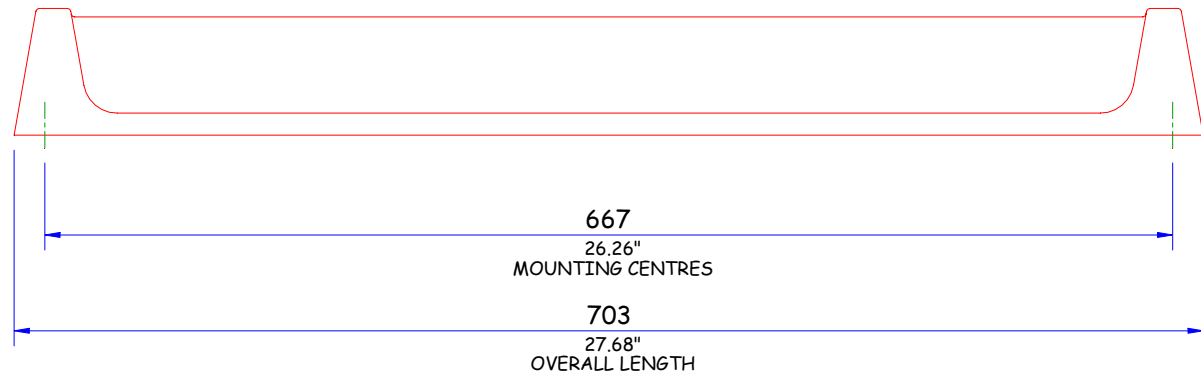 667
26.26"
MOUNTING CENTRES
703
27.68"
OVERALL LENGTH